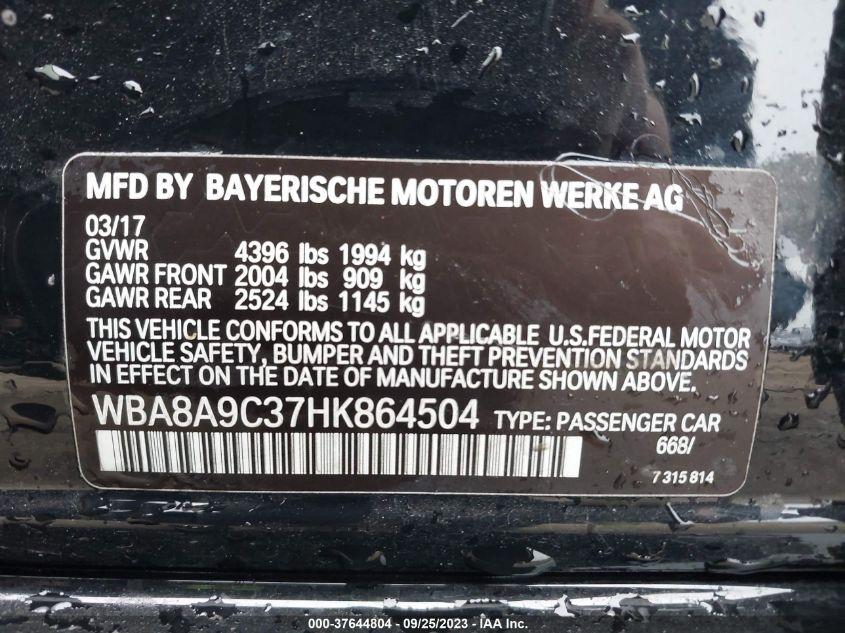 MFD BY BAYERISCHE MOTOREN WERKE AG
03/17
GVWR 4396 lbs 1994 kg
GAWR FRONT 2004 lbs 909 kg
GAWR REAR 2524 lbs 1145 kg
THIS VEHICLE CONFORMS TO ALL APPLICABLE U.S.FEDERAL MOTOR
VEHICLE SAFETY, BUMPER AND THEFT PREVENTION STANDARDS
IN EFFECT ON THE DATE OF MANUFACTURE SHOWN ABOVE.
WBA8A9C37HK864504 TYPE: PASSENGER CAR
668/
7 315 814
000-37644804 - 09/25/2023 - IAA Inc.